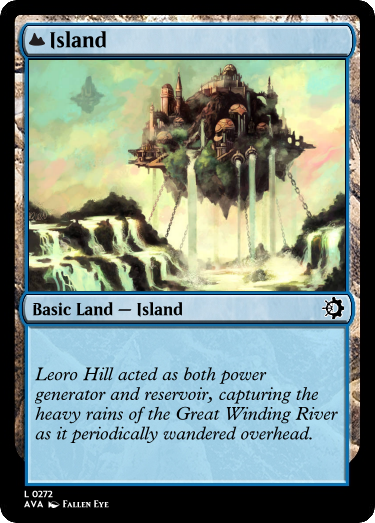 Island
Basic Land — Island
Leoro Hill acted as both power
generator and reservoir, capturing the
heavy rains of the Great Winding River
as it periodically wandered overhead.
L 0272
AVA Fallen Eye